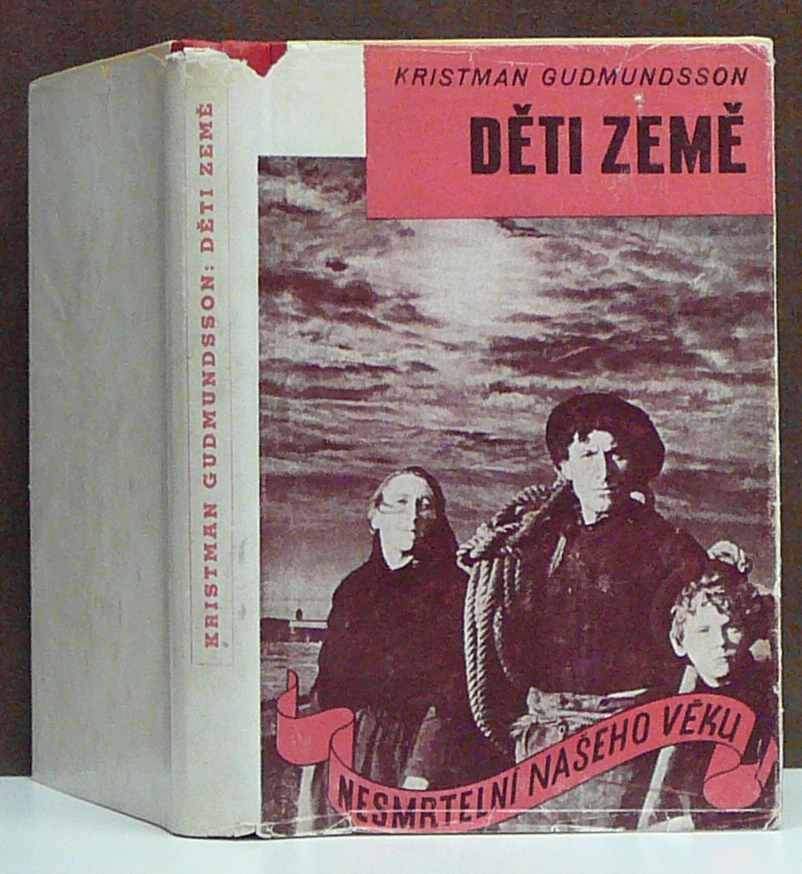 KRISTMAN GUDMUNDSSON: DĚTI ZEMĚ
KRISTMAN GUDMUNDSSON
DĚTI ZEMĚ
NESMRTELNÍ NAŠEHO VĚKU